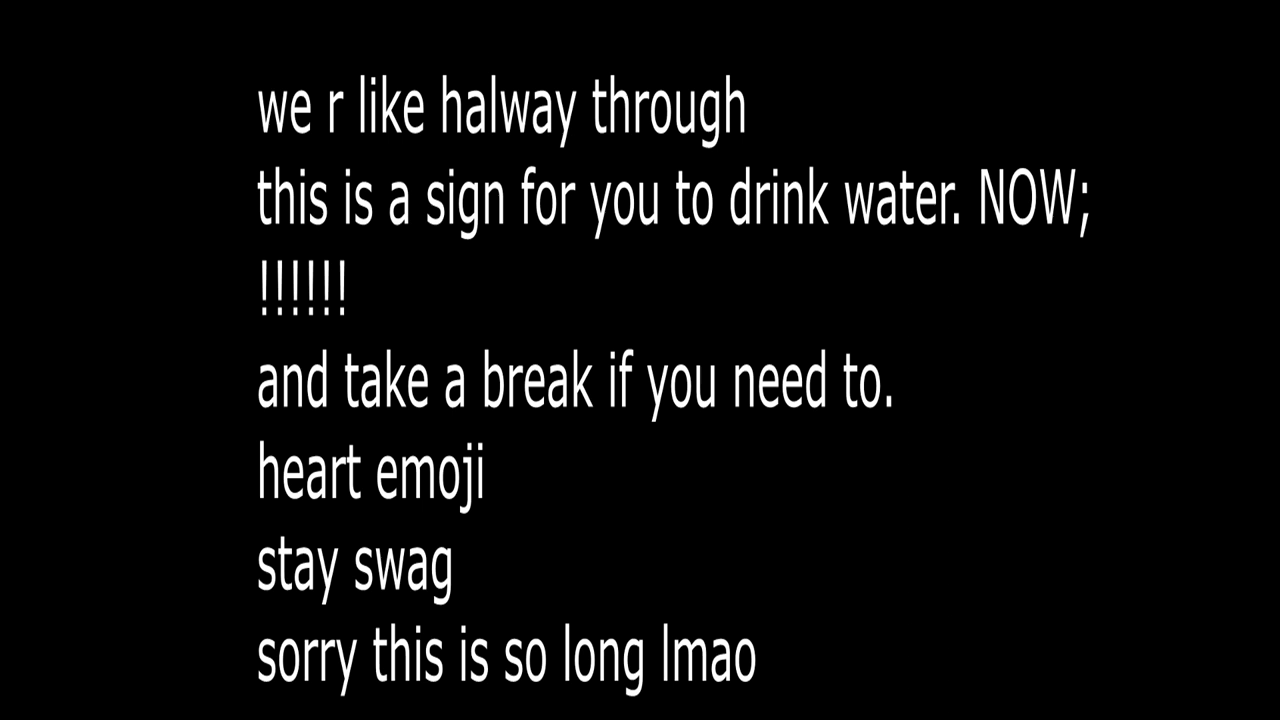 we r like halway through
this is a sign for you to drink water. NOW;
!!!!!!
and take a break if you need to.
heart emoji
stay swag
sorry this is so long lmao